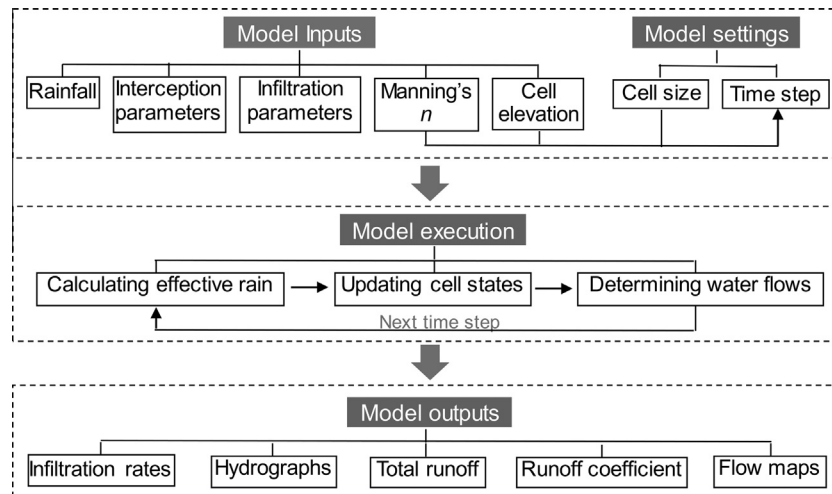 Model Inputs
Model settings
Rainfall
Interception
parameters
Infiltration
parameters
Manning's
n
Cell
elevation
Cell size
Time step
Model execution
Calculating effective rain
Updating cell states
Determining water flows
Next time step
Model outputs
Infiltration rates
Hydrographs
Total runoff
Runoff coefficient
Flow maps